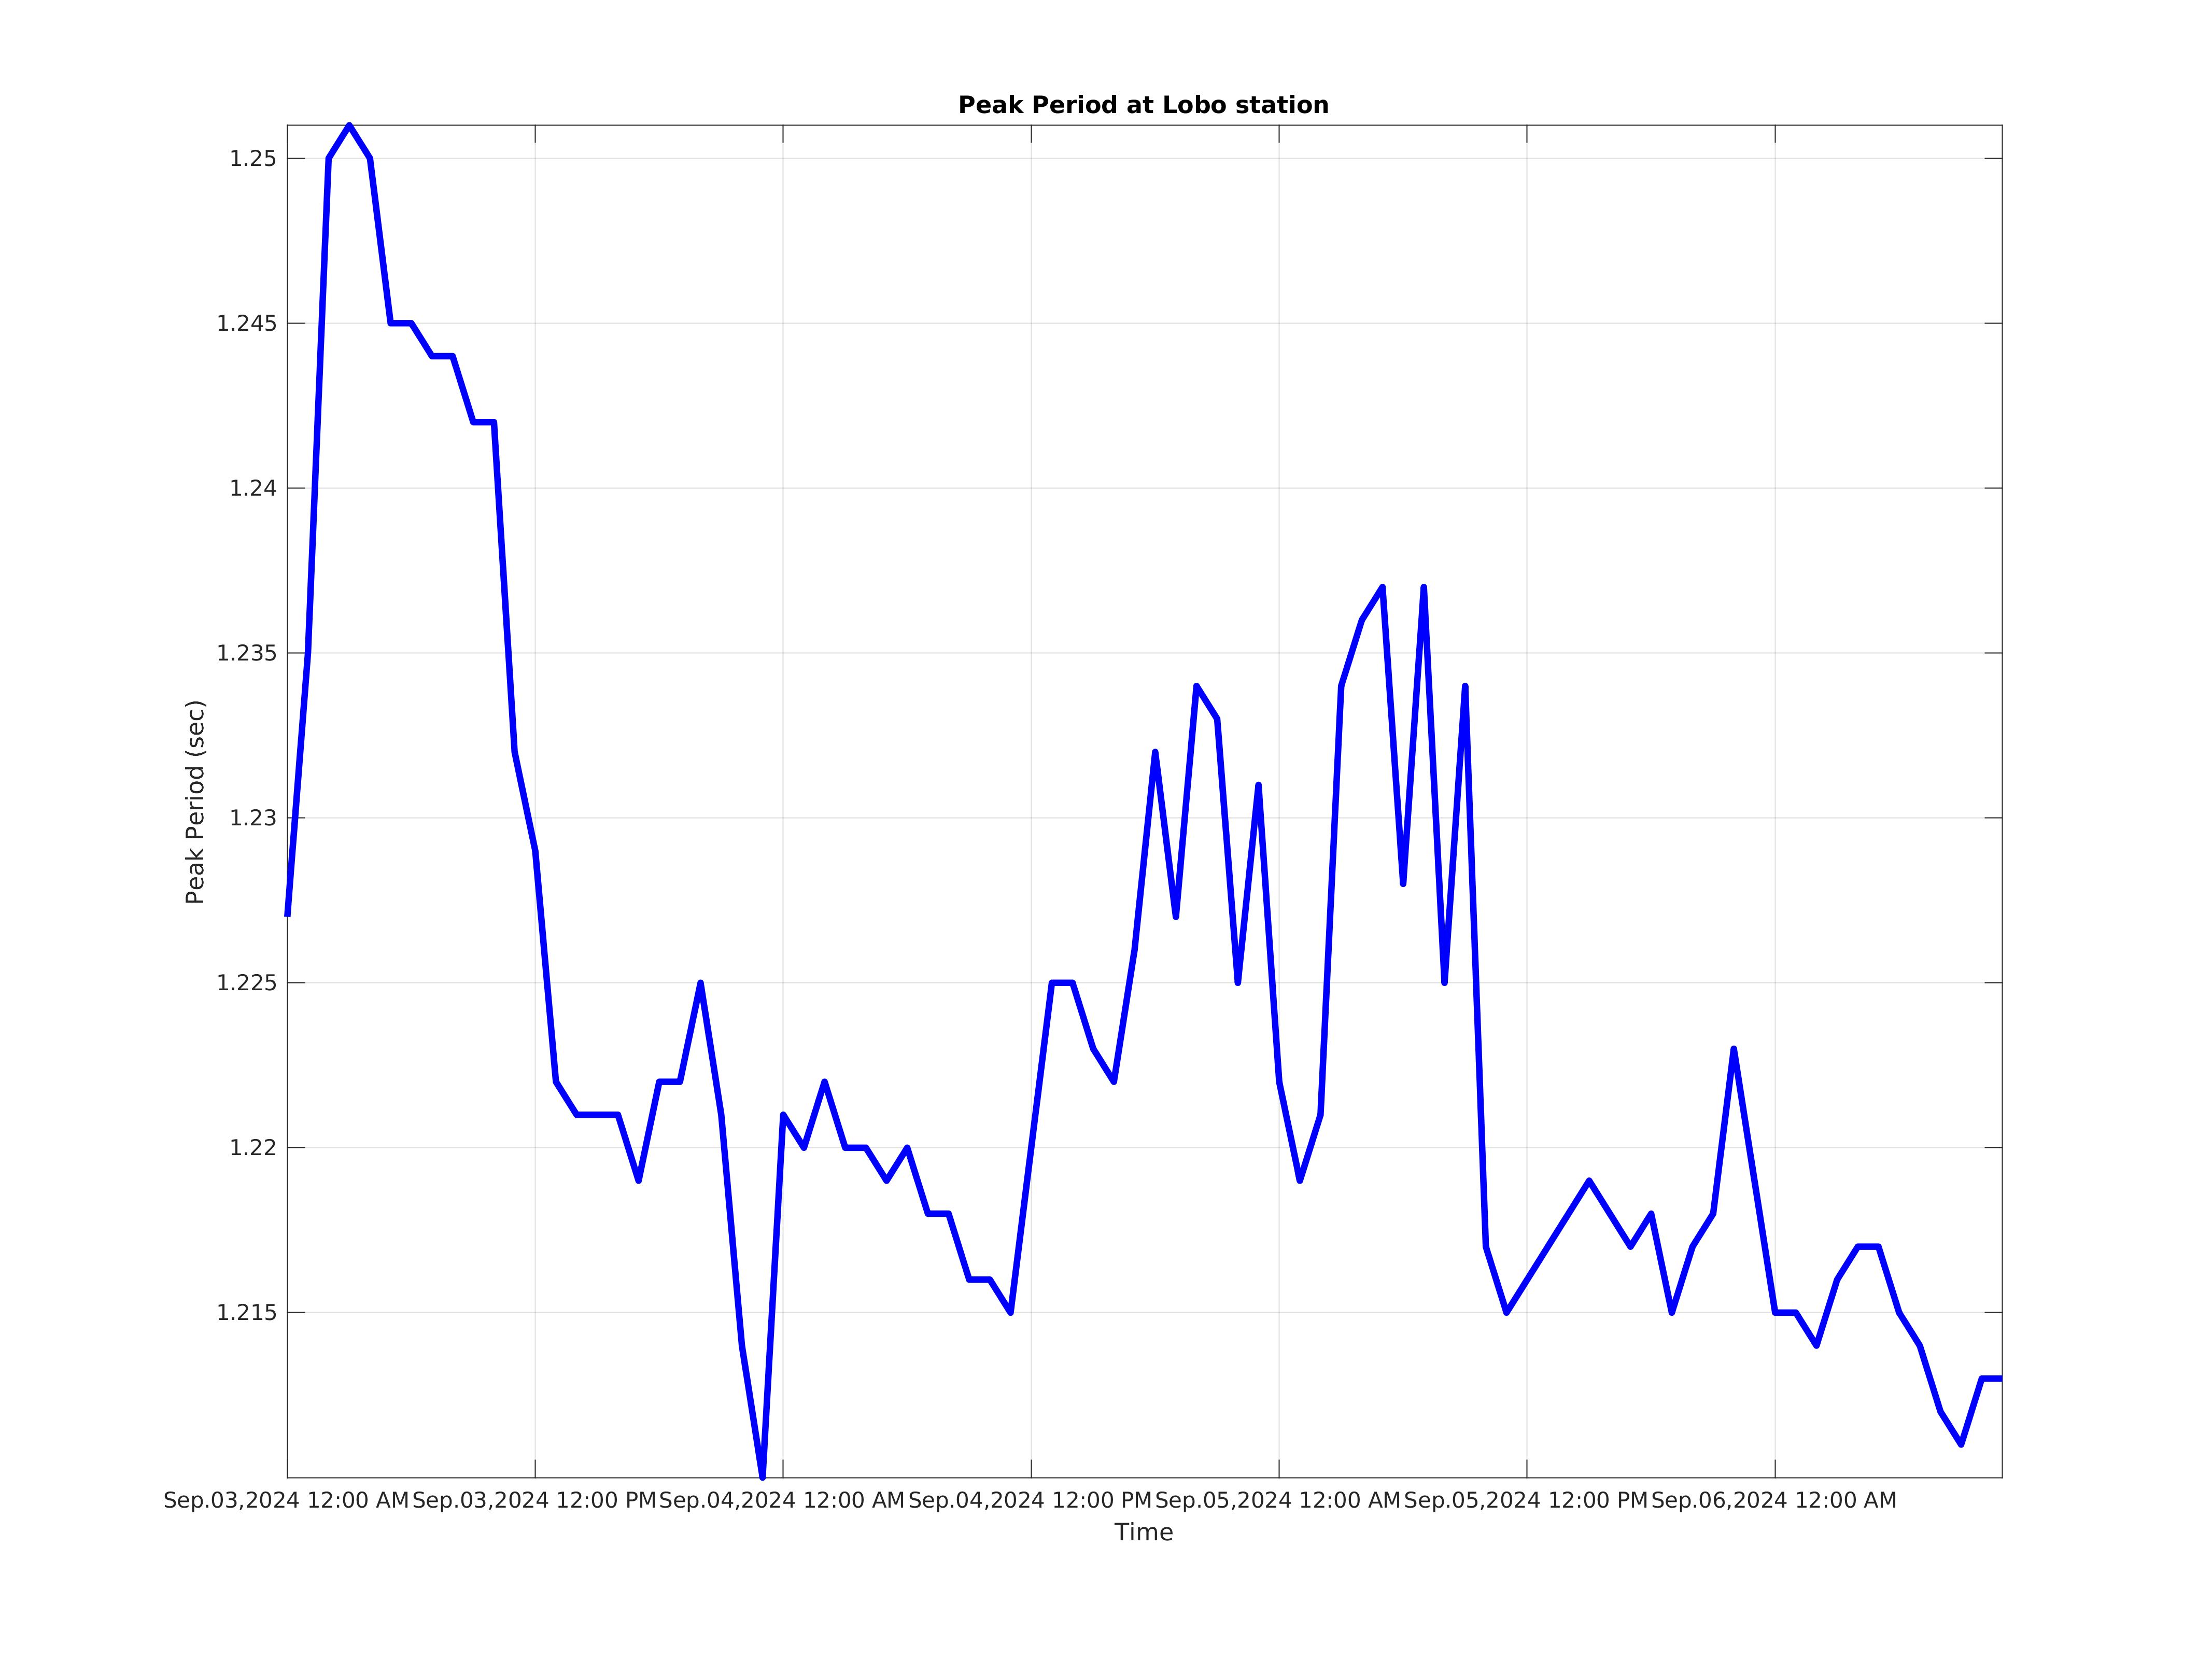 Peak Period at Lobo station
1.25
1.245
1.24
1.235
1.23
1.225
1.22
1.215
Peak Period (sec)
Sep.03,2024 12:00 AM Sep.03,2024 12:00 PM Sep.04,2024 12:00 AM Sep.04,2024 12:00 PM Sep.05,2024 12:00 AM Sep.05,2024 12:00 PM Sep.06,2024 12:00 AM
Time